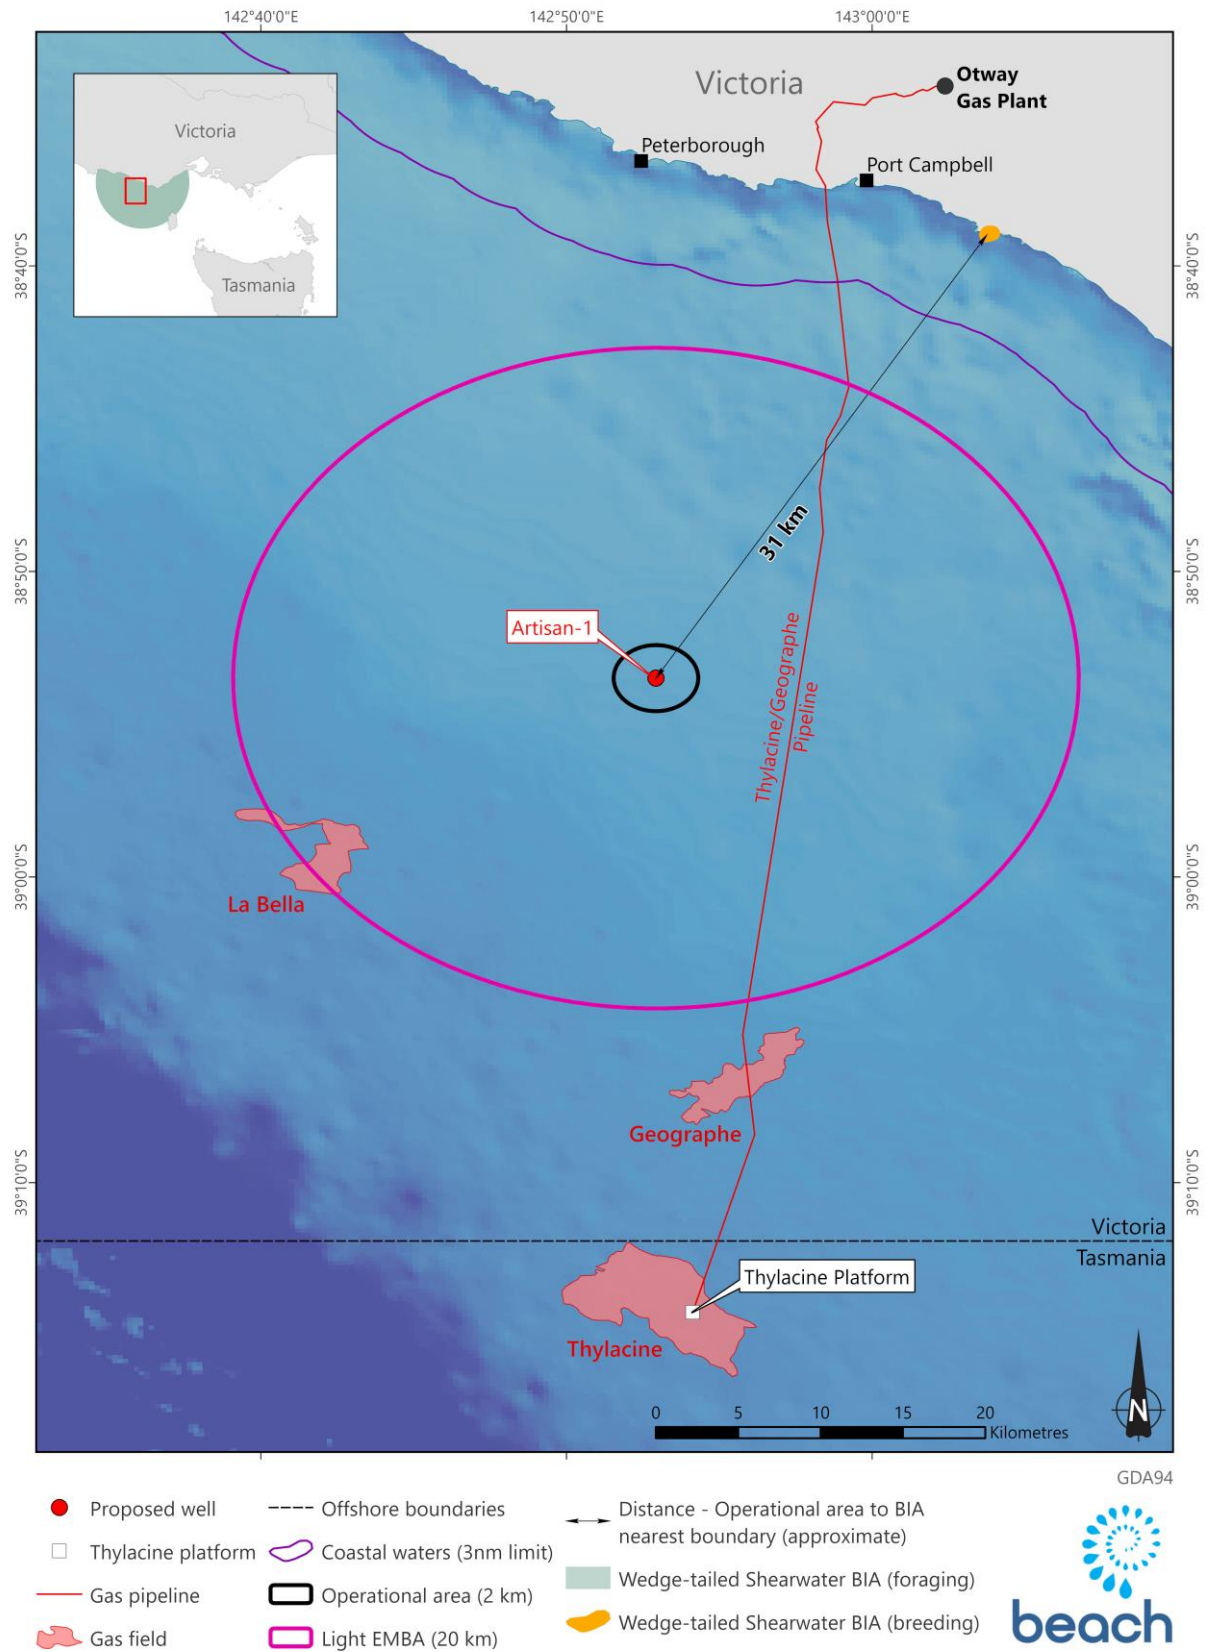 142°40'0"E
142°50'0"E
143°0'0"E
Victoria
Otway
Gas Plant
Peterborough
Port Campbell
Victoria
Tasmania
38°40'0"S
38°40'0"S
31 km
38°50'0"S
38°50'0"S
Artisan-1
Thylacine/Geographe
Pipeline
39°0'0"S
39°0'0"S
La Bella
Geographe
39°10'0"S
39°10'0"S
Victoria
Tasmania
Thylacine Platform
Thylacine
0 5 10 15 20
Kilometres
N
GDA94
Proposed well
Thylacine platform
Gas pipeline
Gas field
Offshore boundaries
Coastal waters (3nm limit)
Operational area (2 km)
Light EMBA (20 km)
Distance - Operational area to BIA
nearest boundary (approximate)
Wedge-tailed Shearwater BIA (foraging)
Wedge-tailed Shearwater BIA (breeding)
beach